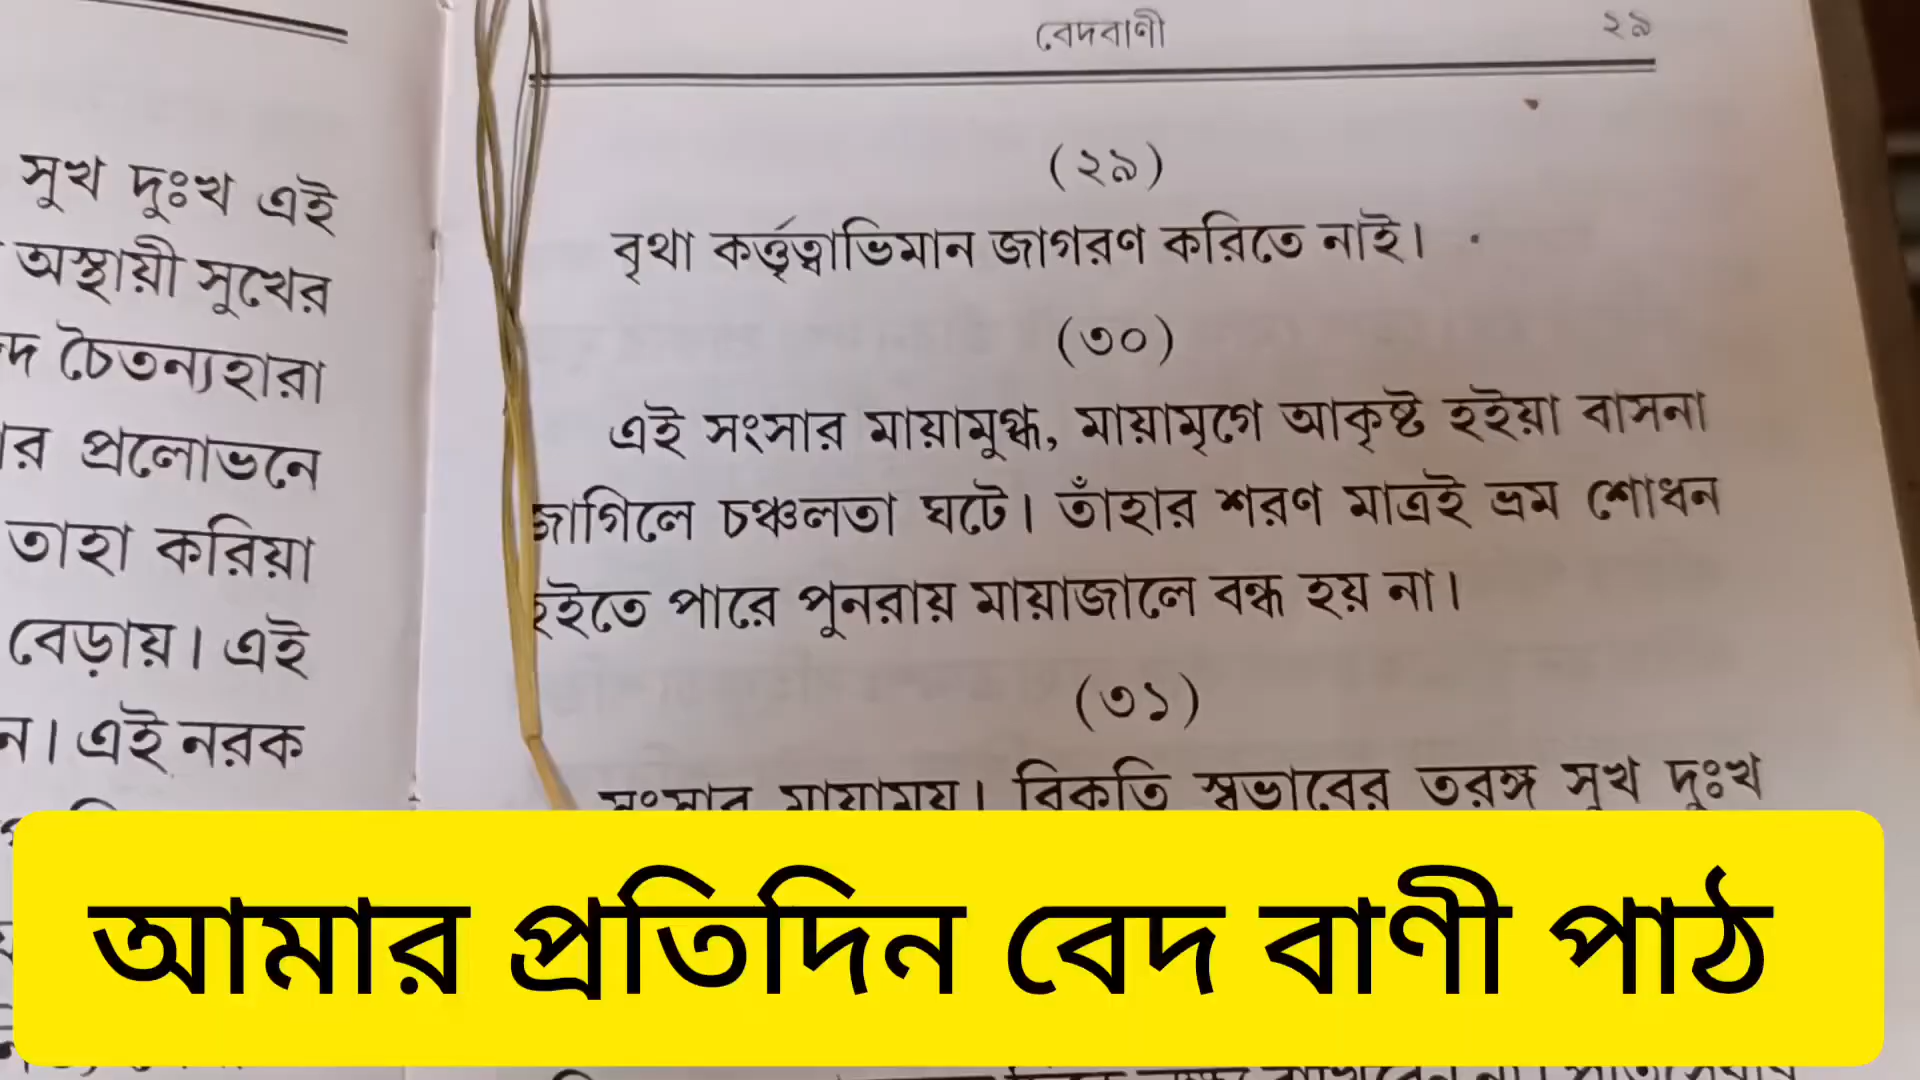 সুখ দুঃখ এই
অস্থায়ী সুখের
চৈতন্যহারা
প্রলোভনে
তাহা করিয়া
বেড়ায়। এই
এই নরক
বেদবাণী ২৯
(২৯)
বৃথা কর্ত্তৃত্বাভিমান জাগরণ করিতে নাই।
(৩০)
এই সংসার মায়ামুগ্ধ, মায়ামৃগে আকৃষ্ট হইয়া বাসনা
জাগিলে চঞ্চলতা ঘটে। তাঁহার শরণ মাত্রই ভ্রম শোধন
হইতে পারে পুনরায় মায়াজালে বন্ধ হয় না।
(৩১)
সংসার মায়াময়। বিকৃতি স্বভাবের তরঙ্গ সুখ দুঃখ
আমার প্রতিদিন বেদ বাণী পাঠ